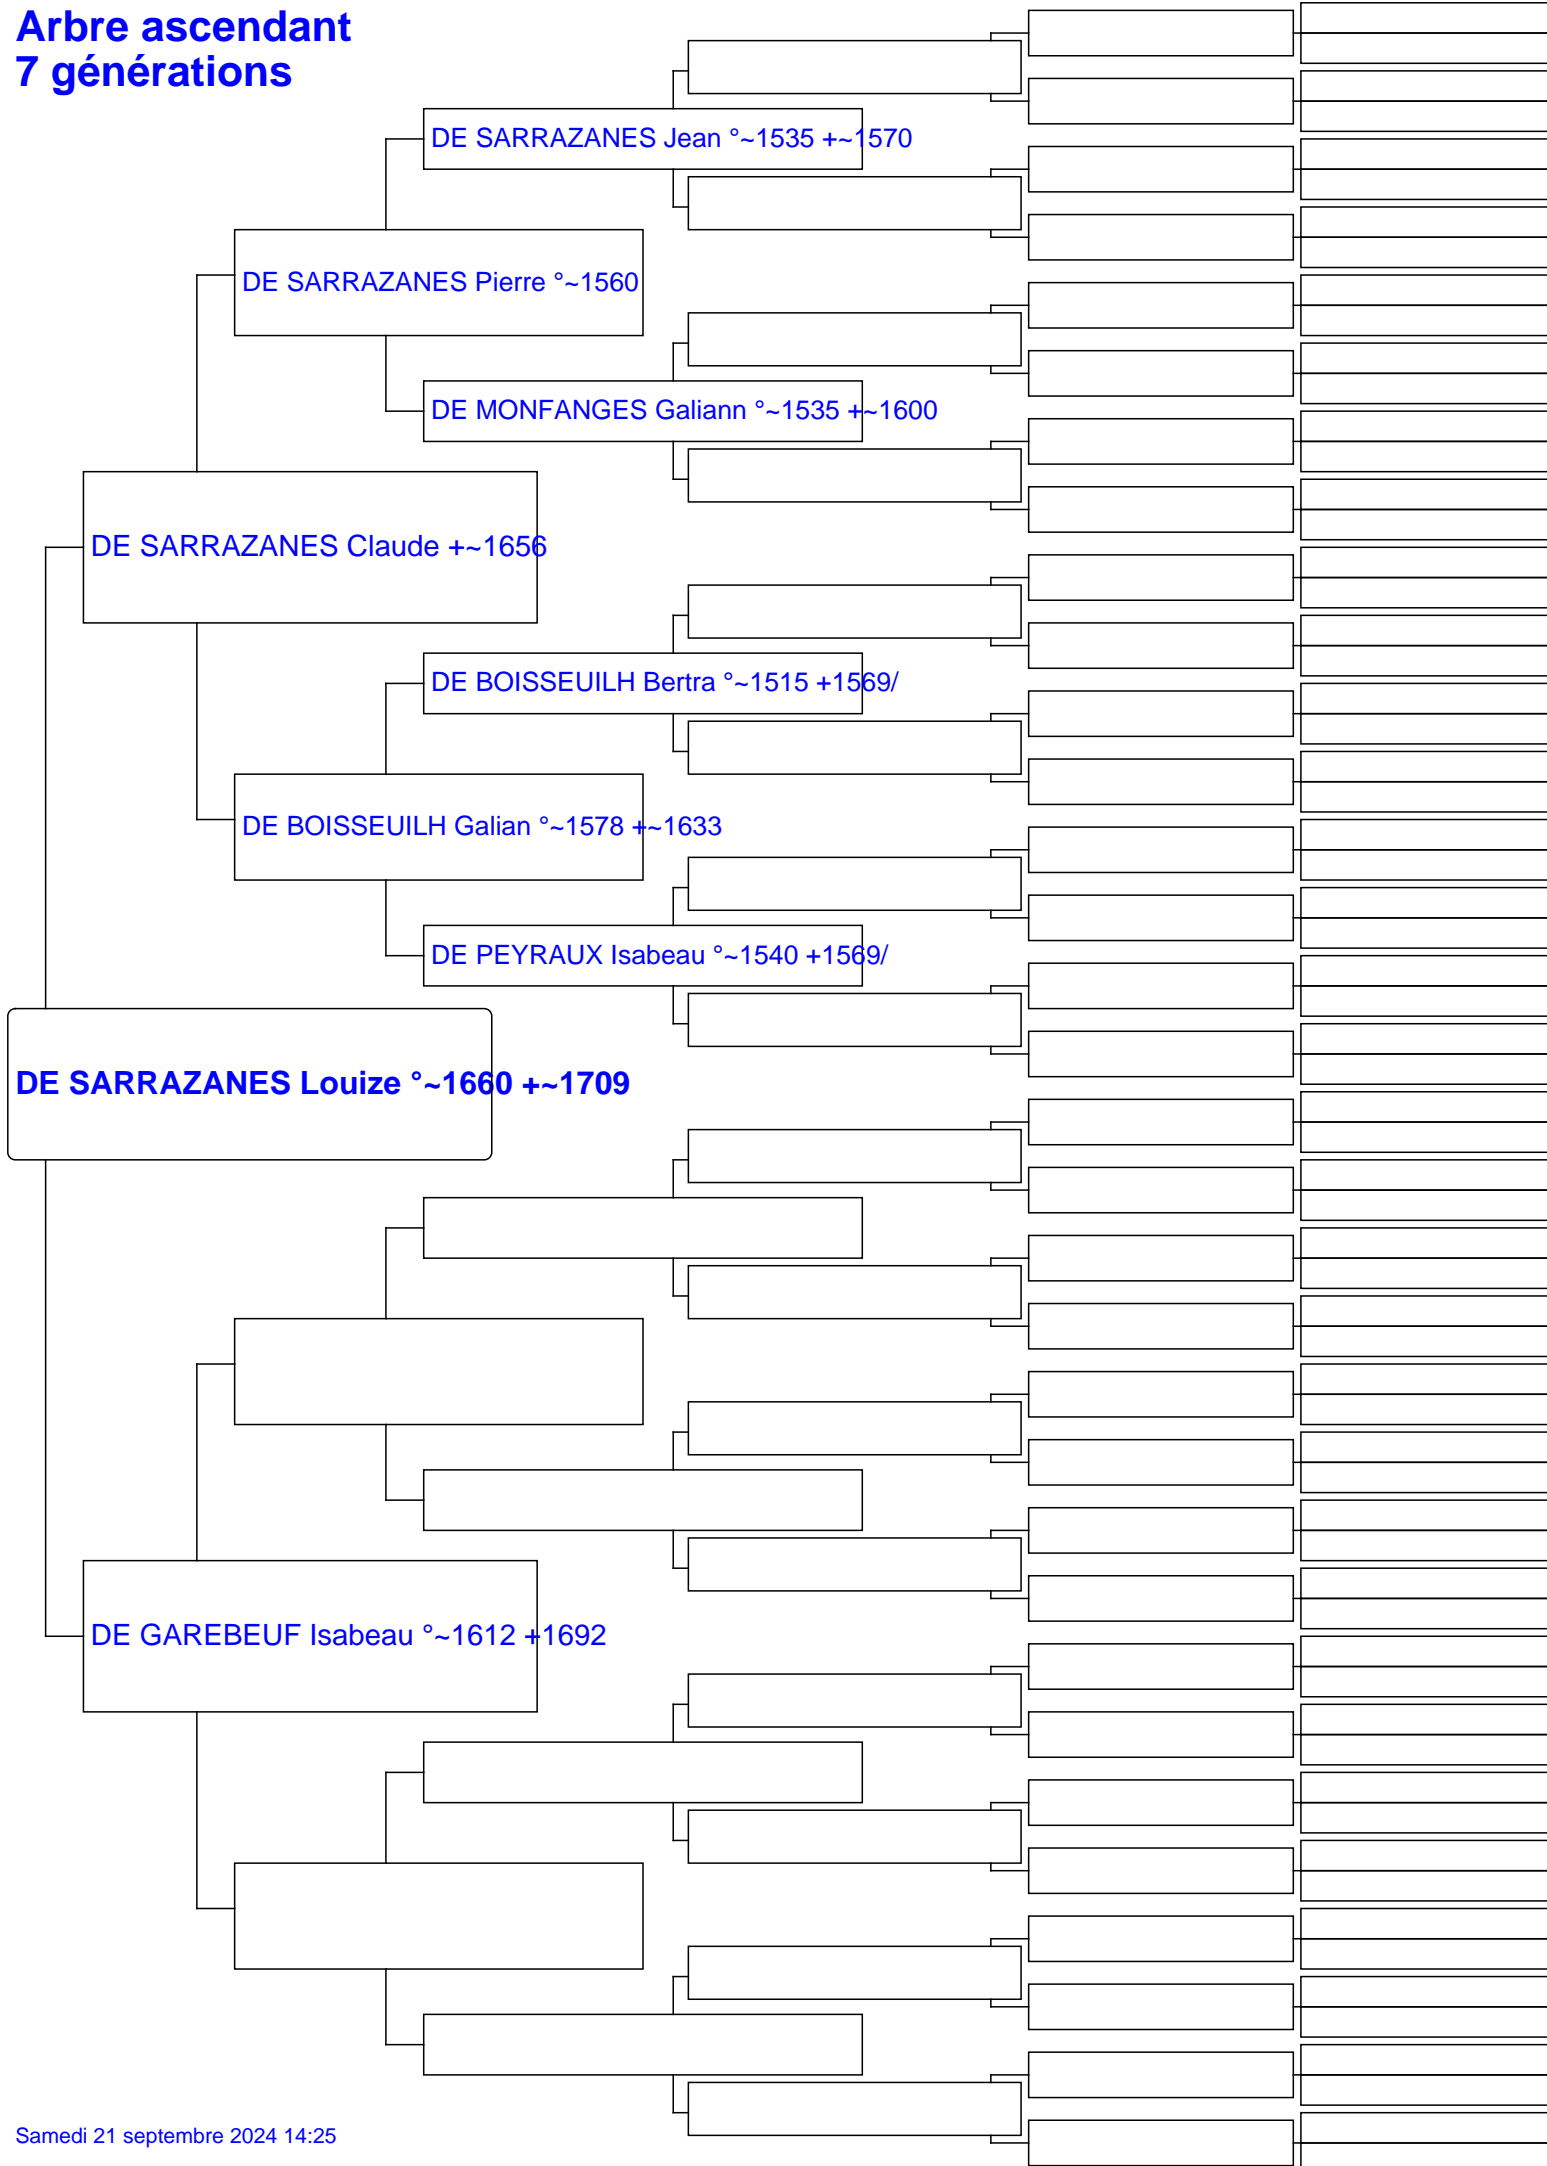 Arbre ascendant
7 générations
DE SARRAZANES Jean °~1535 +~1570
DE SARRAZANES Pierre °~1560
DE MONFANGES Galiann °~1535 +~1600
DE SARRAZANES Claude +~1656
DE BOISSEUILH Bertra °~1515 +1569/
DE BOISSEUILH Galian °~1578 +~1633
DE PEYRAUX Isabeau °~1540 +1569/
DE SARRAZANES Louize °~1660 +~1709
DE GAREBEUF Isabeau °~1612 +1692
Samedi 21 septembre 2024 14:25